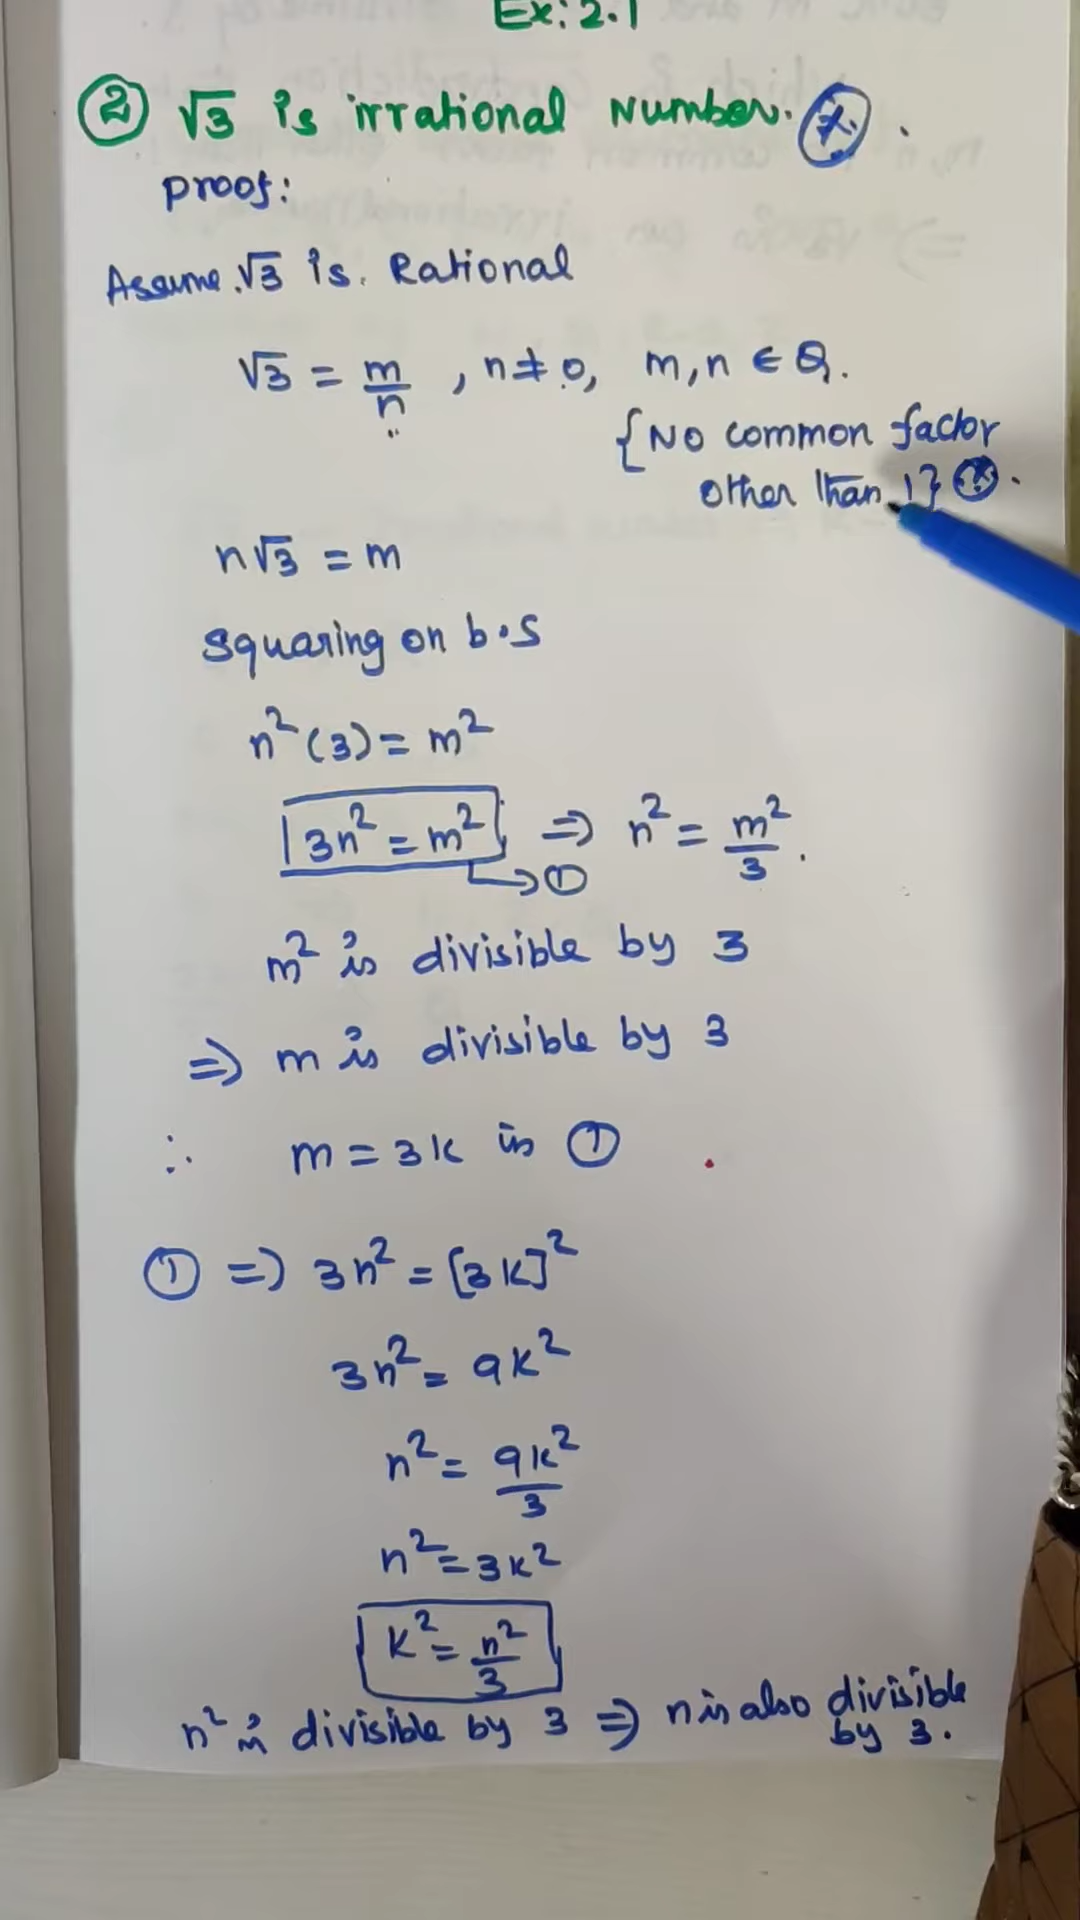 Ex: 2.1
② √3 is irrational Number. *.
Proof:
Assume √3 is. Rational
√3 = m/n , n ≠ 0, m, n ∈ Q.
{No common factor
other than 1} *.
n√3 = m
Squaring on b.s
n² (3) = m²
3n² = m² ⇒ n² = m²/3.
→①
m² is divisible by 3
⇒ m is divisible by 3
∴ m = 3k in ①
① ⇒ 3n² = [3k]²
3n² = 9k²
n² = 9k²/3
n² = 3k²
k² = n²/3
n² is divisible by 3 ⇒ n is also divisible
by 3.